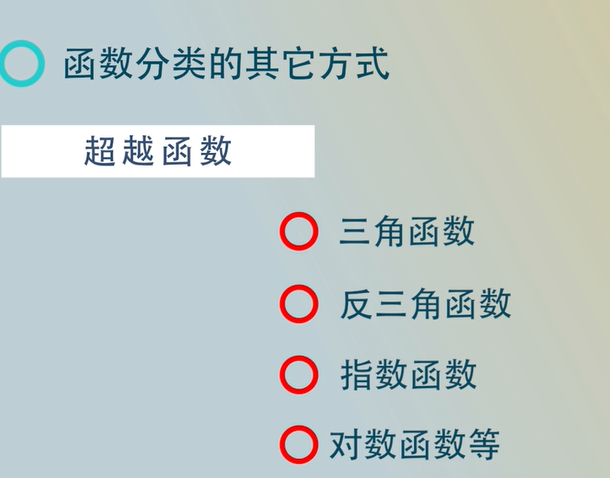 函数分类的其它方式
超越函数
三角函数
反三角函数
指数函数
对数函数等